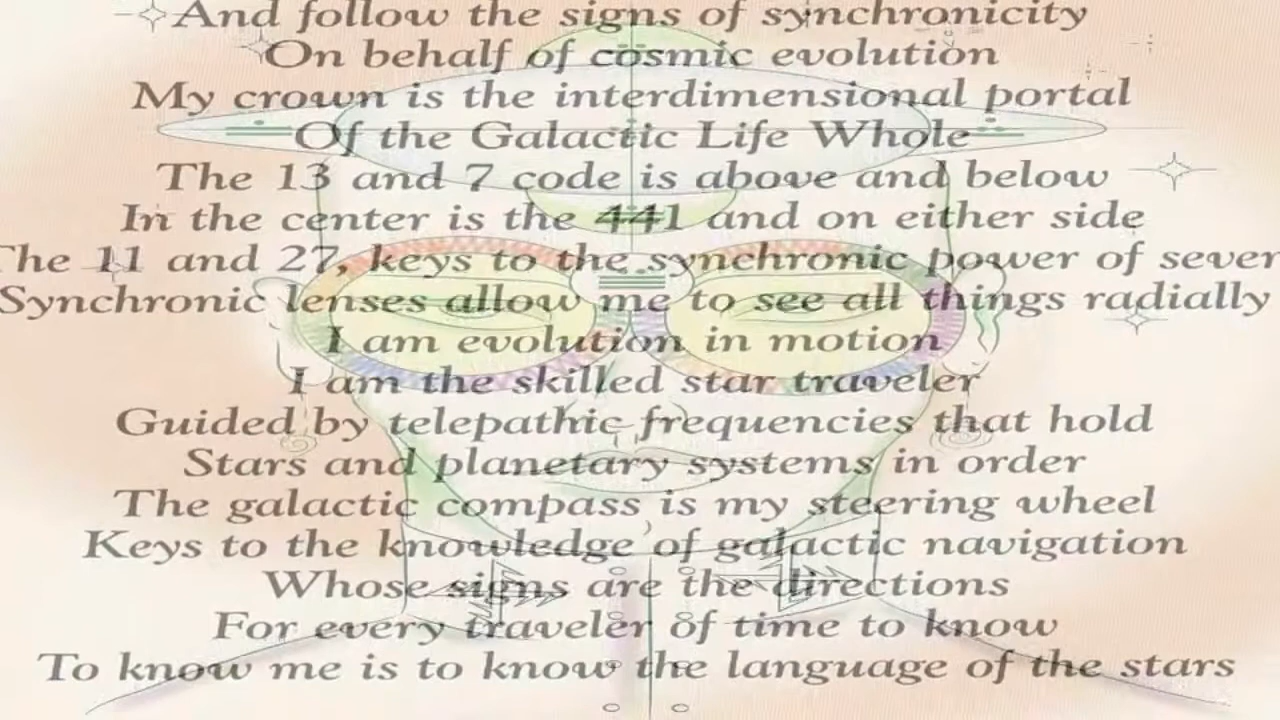 And follow the signs of synchronicity
On behalf of cosmic evolution
My crown is the interdimensional portal
Of the Galactic Life Whole
The 13 and 7 code is above and below
In the center is the 441 and on either side
The 11 and 27, keys to the synchronic power of seven
Synchronic lenses allow me to see all things radially
I am evolution in motion
I am the skilled star traveler
Guided by telepathic frequencies that hold
Stars and planetary systems in order
The galactic compass is my steering wheel
Keys to the knowledge of galactic navigation
Whose signs are the directions
For every traveler of time to know
To know me is to know the language of the stars